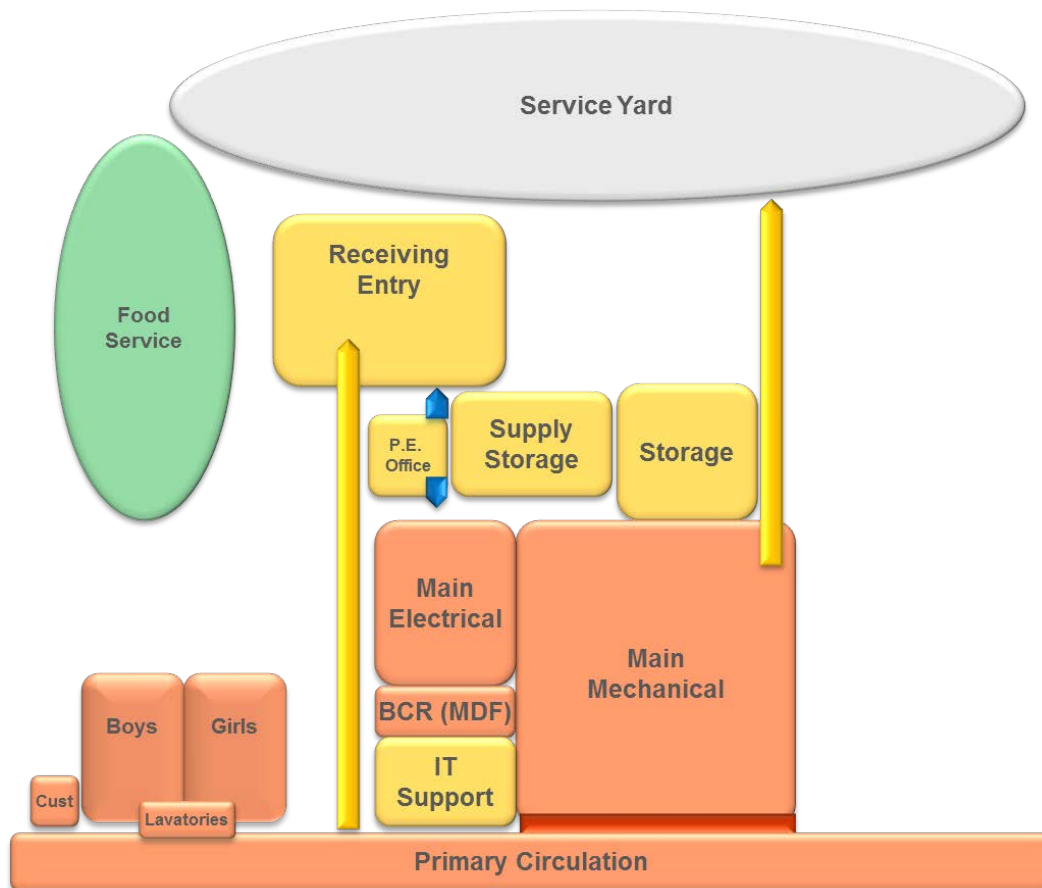 Service Yard
Receiving
Entry
Food
Service
P.E.
Office
Supply
Storage
Storage
Main
Electrical
Main
Mechanical
BCR (MDF)
Boys
Girls
IT
Support
Cust
Lavatories
Primary Circulation